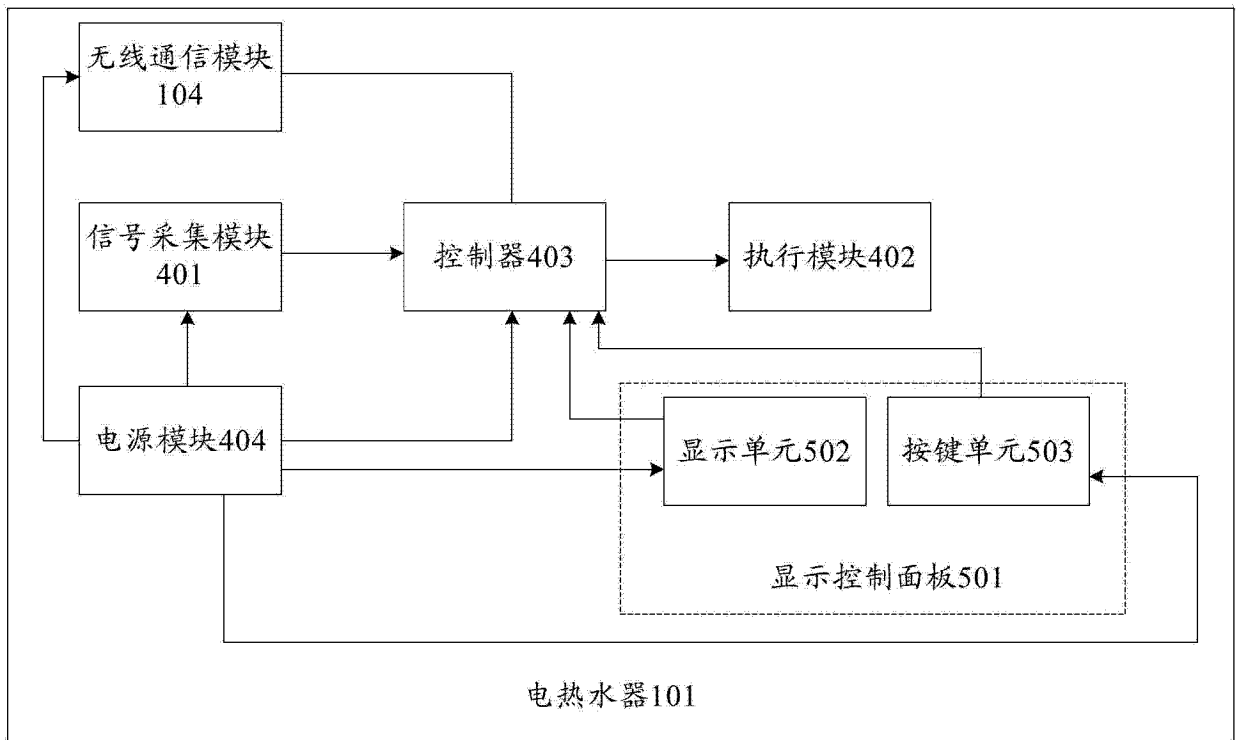 无线通信模块
104
信号采集模块
401
控制器403
执行模块402
电源模块404
显示单元502
按键单元503
显示控制面板501
电热水器101